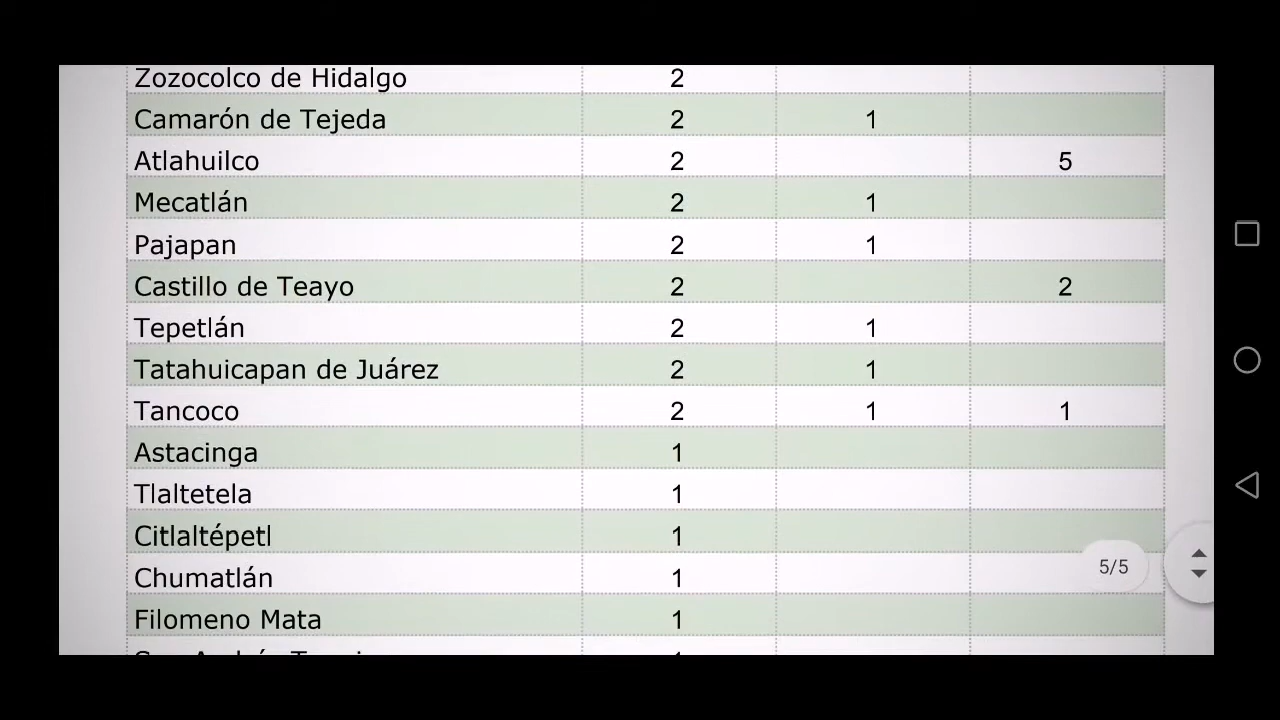 Zozocolco de Hidalgo 2
Camarón de Tejeda 2 1
Atlahuilco 2 5
Mecatlán 2 1
Pajapan 2 1
Castillo de Teayo 2 2
Tepetlán 2 1
Tatahuicapan de Juárez 2 1
Tancoco 2 1 1
Astacinga 1
Tlaltetela 1
Citlaltépetl 1
Chumatlán 1
5/5
Filomeno Mata 1